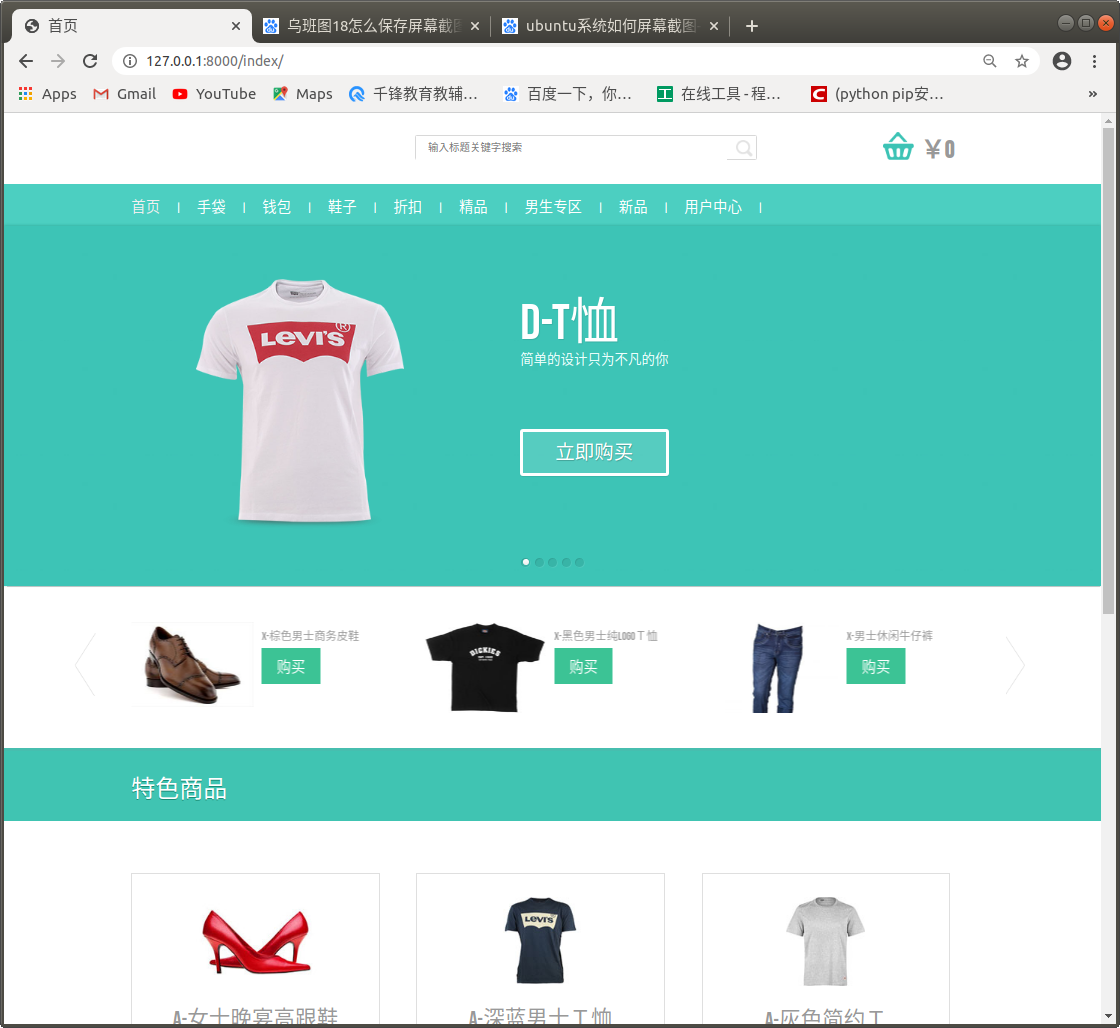 首页
乌班图18怎么保存屏幕截图
ubuntu系统如何屏幕截图
127.0.0.1:8000/index/
Apps
Gmail
YouTube
Maps
千锋教育教辅…
百度一下，你…
在线工具 - 程…
(python pip安…
输入标题关键字搜索
￥0
首页 | 手袋 | 钱包 | 鞋子 | 折扣 | 精品 | 男生专区 | 新品 | 用户中心 |
LEVI'S ®
D-T恤
简单的设计只为不凡的你
立即购买
X-棕色男士商务皮鞋
购买
DICKIES
X-黑色男士纯LOGO T 恤
购买
X-男士休闲牛仔裤
购买
特色商品
LEVI'S
A-女士晚宴高跟鞋
A-深蓝男士T恤
A-灰色简约T